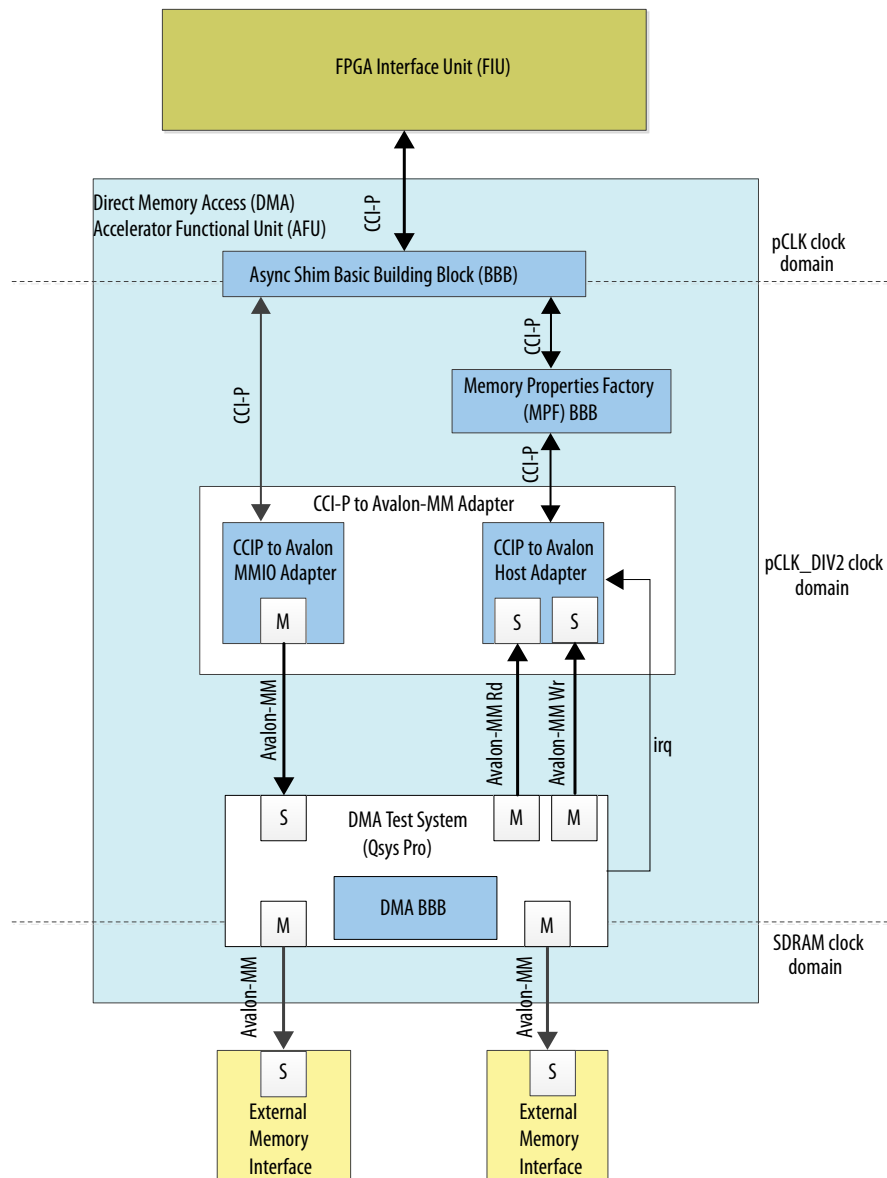 FPGA Interface Unit (FIU)
CCI-P
Direct Memory Access (DMA)
Accelerator Functional Unit (AFU)
pCLK clock
domain
Async Shim Basic Building Block (BBB)
CCI-P
CCI-P
Memory Properties Factory
(MPF) BBB
CCI-P
CCI-P to Avalon-MM Adapter
CCIP to Avalon
MMIO Adapter
M
CCIP to Avalon
Host Adapter
S
S
pCLK_DIV2 clock
domain
Avalon-MM
Avalon-MM Rd
Avalon-MM Wr
irq
S
DMA Test System
(Qsys Pro)
M
M
DMA BBB
M
M
SDRAM clock
domain
Avalon-MM
Avalon-MM
S
External
Memory
Interface
S
External
Memory
Interface